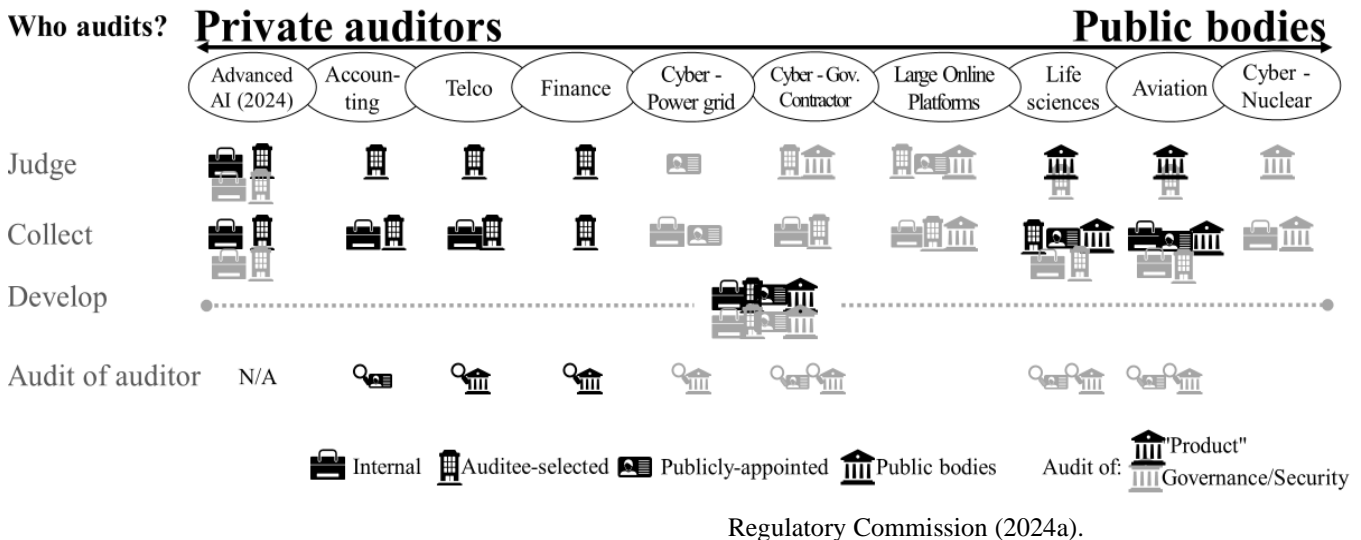 Who audits? Private auditors Public bodies
Advanced AI (2024)
Accoun-ting
Telco
Finance
Cyber - Power grid
Cyber - Gov. Contractor
Large Online Platforms
Life sciences
Aviation
Cyber - Nuclear
Judge
Collect
Develop
Audit of auditor N/A
Internal Auditee-selected Publicly-appointed Public bodies Audit of: "Product"
Governance/Security
Regulatory Commission (2024a).